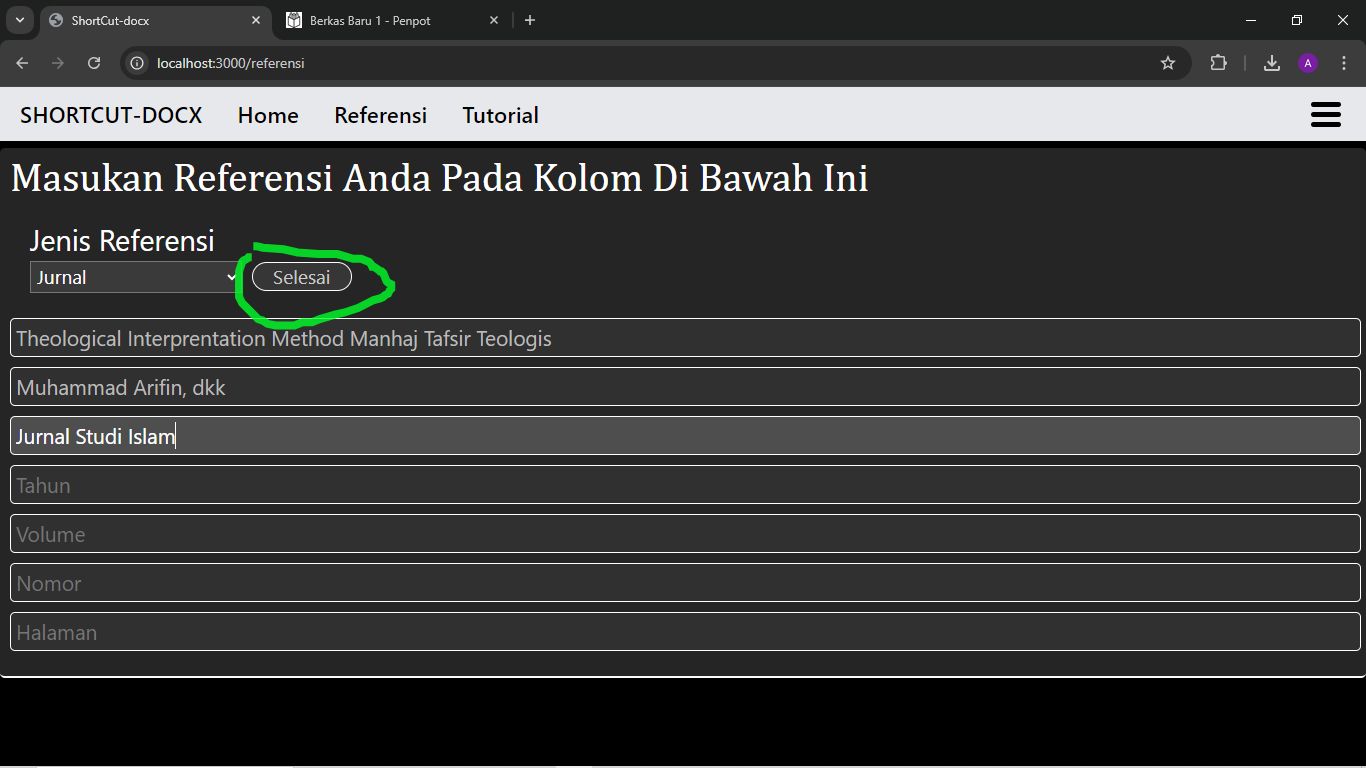 ShortCut-docx
Berkas Baru 1 - Penpot
localhost:3000/referensi
A
SHORTCUT-DOCX Home Referensi Tutorial
Masukan Referensi Anda Pada Kolom Di Bawah Ini
Jenis Referensi
Jurnal Selesai
Theological Interprentation Method Manhaj Tafsir Teologis
Muhammad Arifin, dkk
Jurnal Studi Islam
Tahun
Volume
Nomor
Halaman